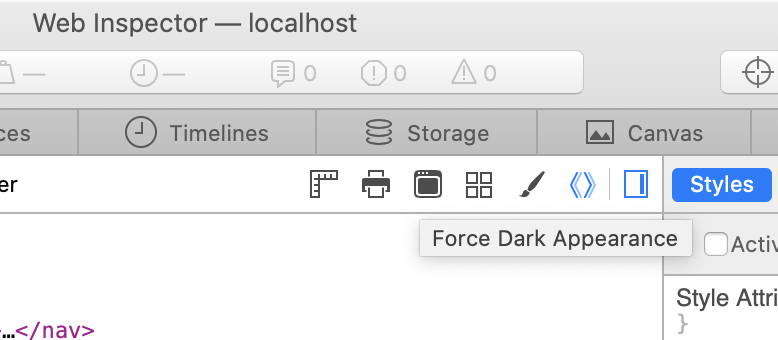 Web Inspector — localhost
— — 0 0 0
ces Timelines Storage Canvas
er Styles
Force Dark Appearance Activ
Style Attri
…</nav> }